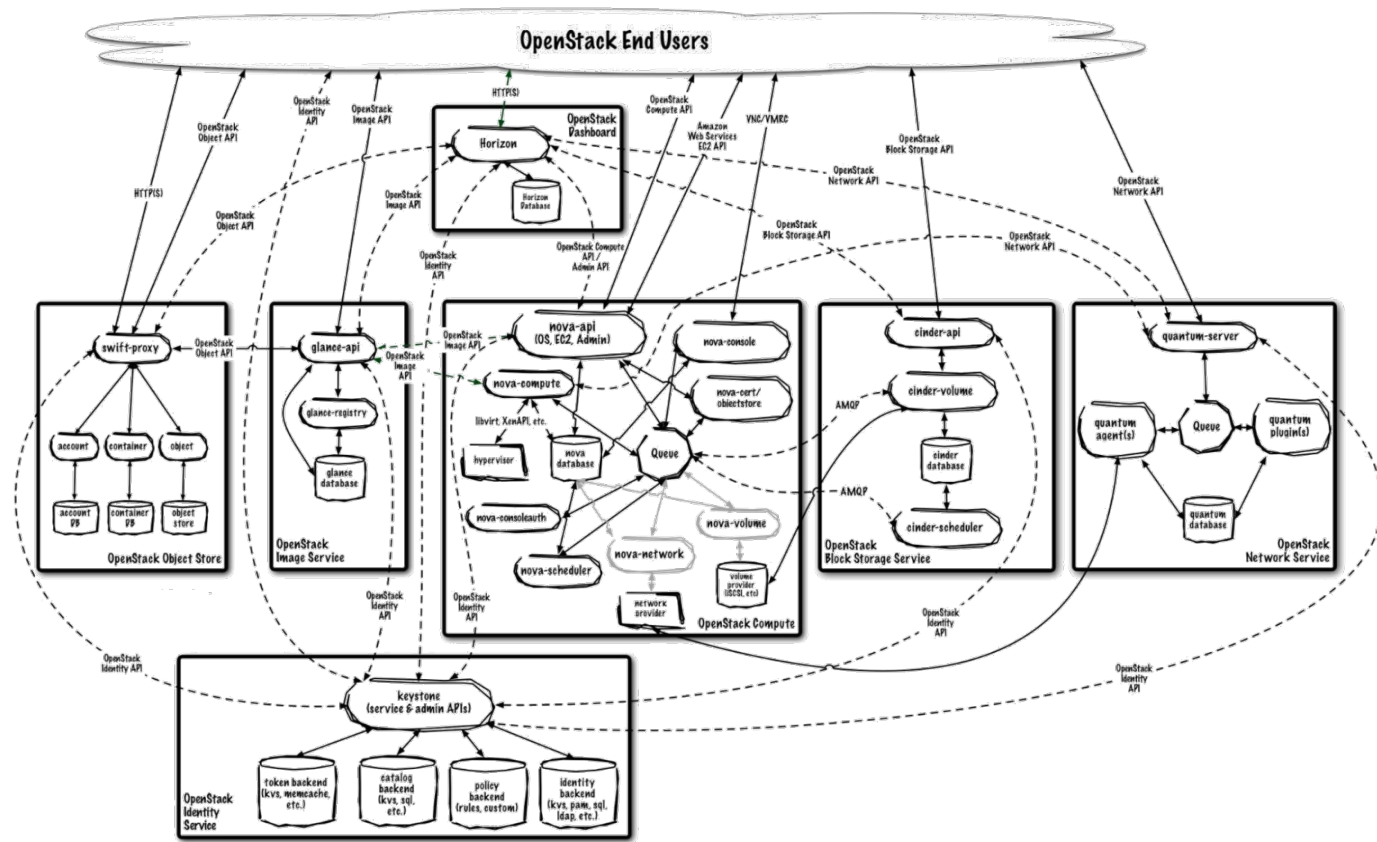 OpenStack End Users
HTTP(S)
OpenStack
Object API
OpenStack
Identity
API
OpenStack
Image API
HTTP(S)
OpenStack
Compute API
Amazon
Web Services
EC2 API
VNC/VMRC
OpenStack
Block Storage API
OpenStack
Network API
OpenStack
Dashboard
Horizon
Horizon
Database
OpenStack
Object API
OpenStack
Image API
OpenStack
Identity
API
OpenStack Compute
API /
Admin API
OpenStack
Block Storage API
OpenStack
Network API
OpenStack
Network API
swift-proxy
account
container
object
account
DB
container
DB
object
store
OpenStack Object Store
OpenStack
Object API
glance-api
glance-registry
glance
database
OpenStack
Image Service
OpenStack
Image API
OpenStack
Image
API
nova-api
(OS, EC2, Admin)
nova-console
nova-compute
nova-cert/
objectstore
libvirt, XenAPI, etc.
hypervisor
nova
database
Queue
nova-consoleauth
nova-volume
nova-network
nova-scheduler
volume
provider
(iSCSI, etc)
network
provider
OpenStack Compute
AMQP
AMQP
cinder-api
cinder-volume
cinder
database
cinder-scheduler
OpenStack
Block Storage Service
quantum-server
quantum
agent(s)
Queue
quantum
plugin(s)
quantum
database
OpenStack
Network Service
OpenStack
Identity API
OpenStack
Identity
API
OpenStack
Identity
API
OpenStack
Identity
API
OpenStack
Identity
API
keystone
(service & admin APIs)
token backend
(kvs, memcache,
etc.)
catalog
backend
(kvs, sql,
etc.)
policy
backend
(rules, custom)
identity
backend
(kvs, pam, sql,
ldap, etc.)
OpenStack
Identity
Service